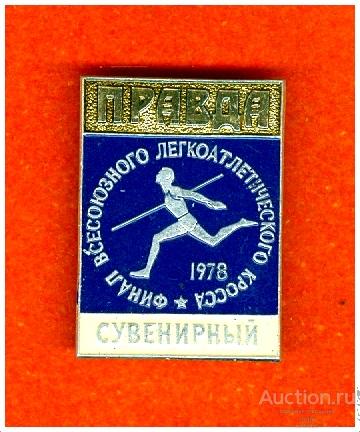 ПРАВДА
ФИНАЛ ВСЕСОЮЗНОГО ЛЕГКОАТЛЕТИЧЕСКОГО КРОССА
1978
СУВЕНИРНЫЙ
Auction.ru